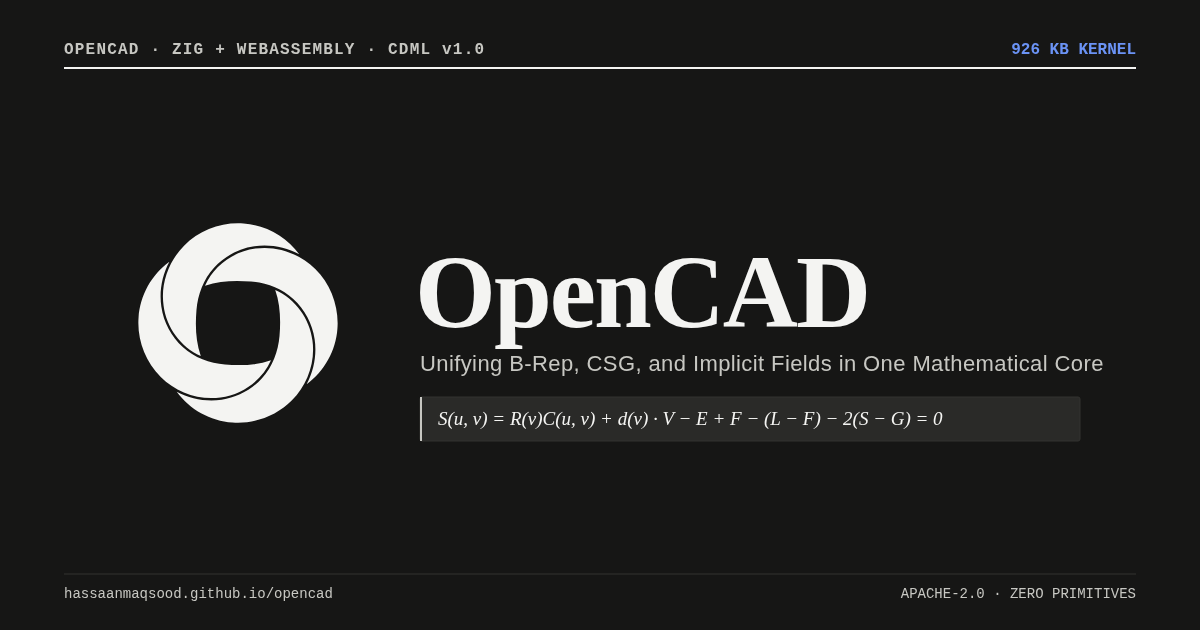 OPENCAD · ZIG + WEBASSEMBLY · CDML v1.0
926 KB KERNEL
OpenCAD
Unifying B-Rep, CSG, and Implicit Fields in One Mathematical Core
S(u, v) = R(v)C(u, v) + d(v) · V − E + F − (L − F) − 2(S − G) = 0
hassaanmaqsood.github.io/opencad
APACHE-2.0 · ZERO PRIMITIVES